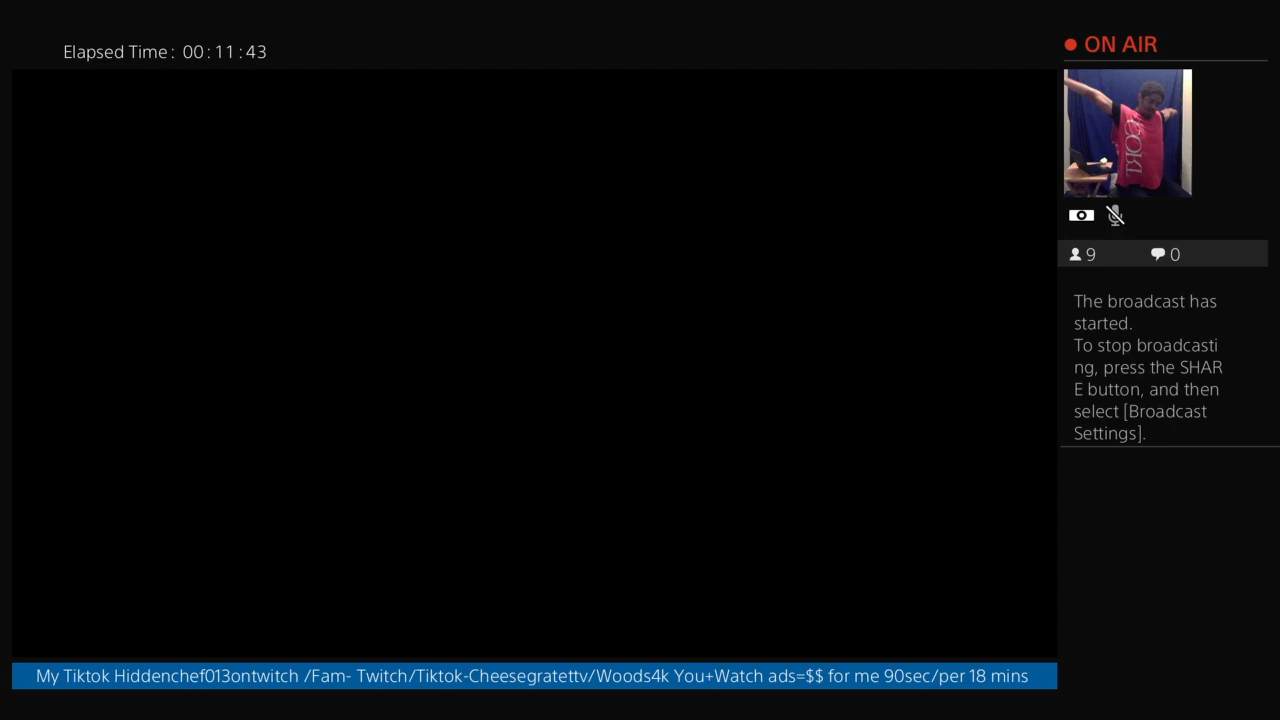 Elapsed Time: 00:11:43
ON AIR
9 0
The broadcast has
started.
To stop broadcasti
ng, press the SHAR
E button, and then
select [Broadcast
Settings].
My Tiktok Hiddenchef013ontwitch /Fam- Twitch/Tiktok-Cheesegratettv/Woods4k You+Watch ads=$$ for me 90sec/per 18 mins